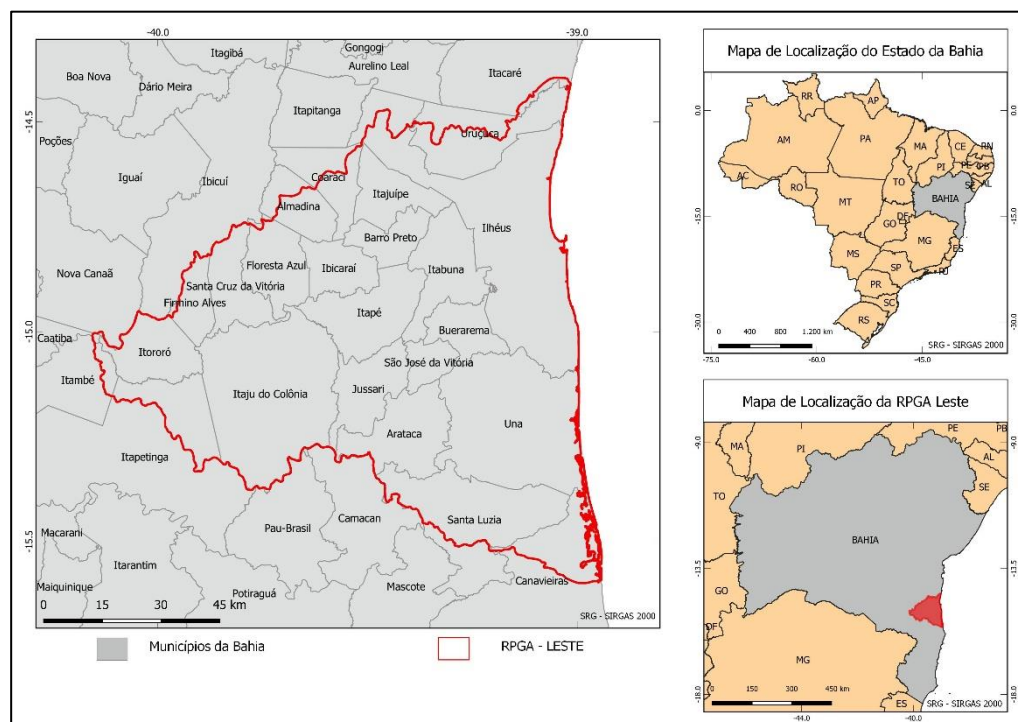 -40.0
-39.0
Gongogi
Itagibá
Aurelino Leal
Itacaré
Boa Nova
Dário Meira
Itapitanga
-14.5
Uruçuca
Poções
Iguaí
Ibicuí
Coaraci
Itajuípe
Almadina
Ilhéus
Barro Preto
Nova Canaã
Floresta Azul
Ibicaraí
Itabuna
Santa Cruz da Vitória
Firmino Alves
Itapé
-15.0
Caatiba
Itororó
Buerarema
São José da Vitória
Itambé
Itaju do Colônia
Jussari
Una
Arataca
Itapetinga
Santa Luzia
Camacan
Pau-Brasil
-15.5
Macarani
Itarantim
Maiquinique
Potiraguá
Mascote
Canavieiras
0 15 30 45 km
SRG - SIRGAS 2000
Municípios da Bahia
RPGA - LESTE
Mapa de Localização do Estado da Bahia
RR
AP
0.0
AM
PA
MA
CE
RN
PI
PE
PB
AC
TO
SE
AL
RO
BAHIA
-15.0
MT
DF
GO
MG
ES
MS
SP
RJ
PR
SC
RS
-30.0
0 400 800 1.200 km
SRG - SIRGAS 2000
-75.0
-60.0
-45.0
Mapa de Localização da RPGA Leste
PE
PB
-9.0
MA
PI
AL
SE
TO
BAHIA
-13.5
GO
DF
MG
0 150 300 450 km
ES
SRG - SIRGAS 2000
-18.0
-44.0
-40.0